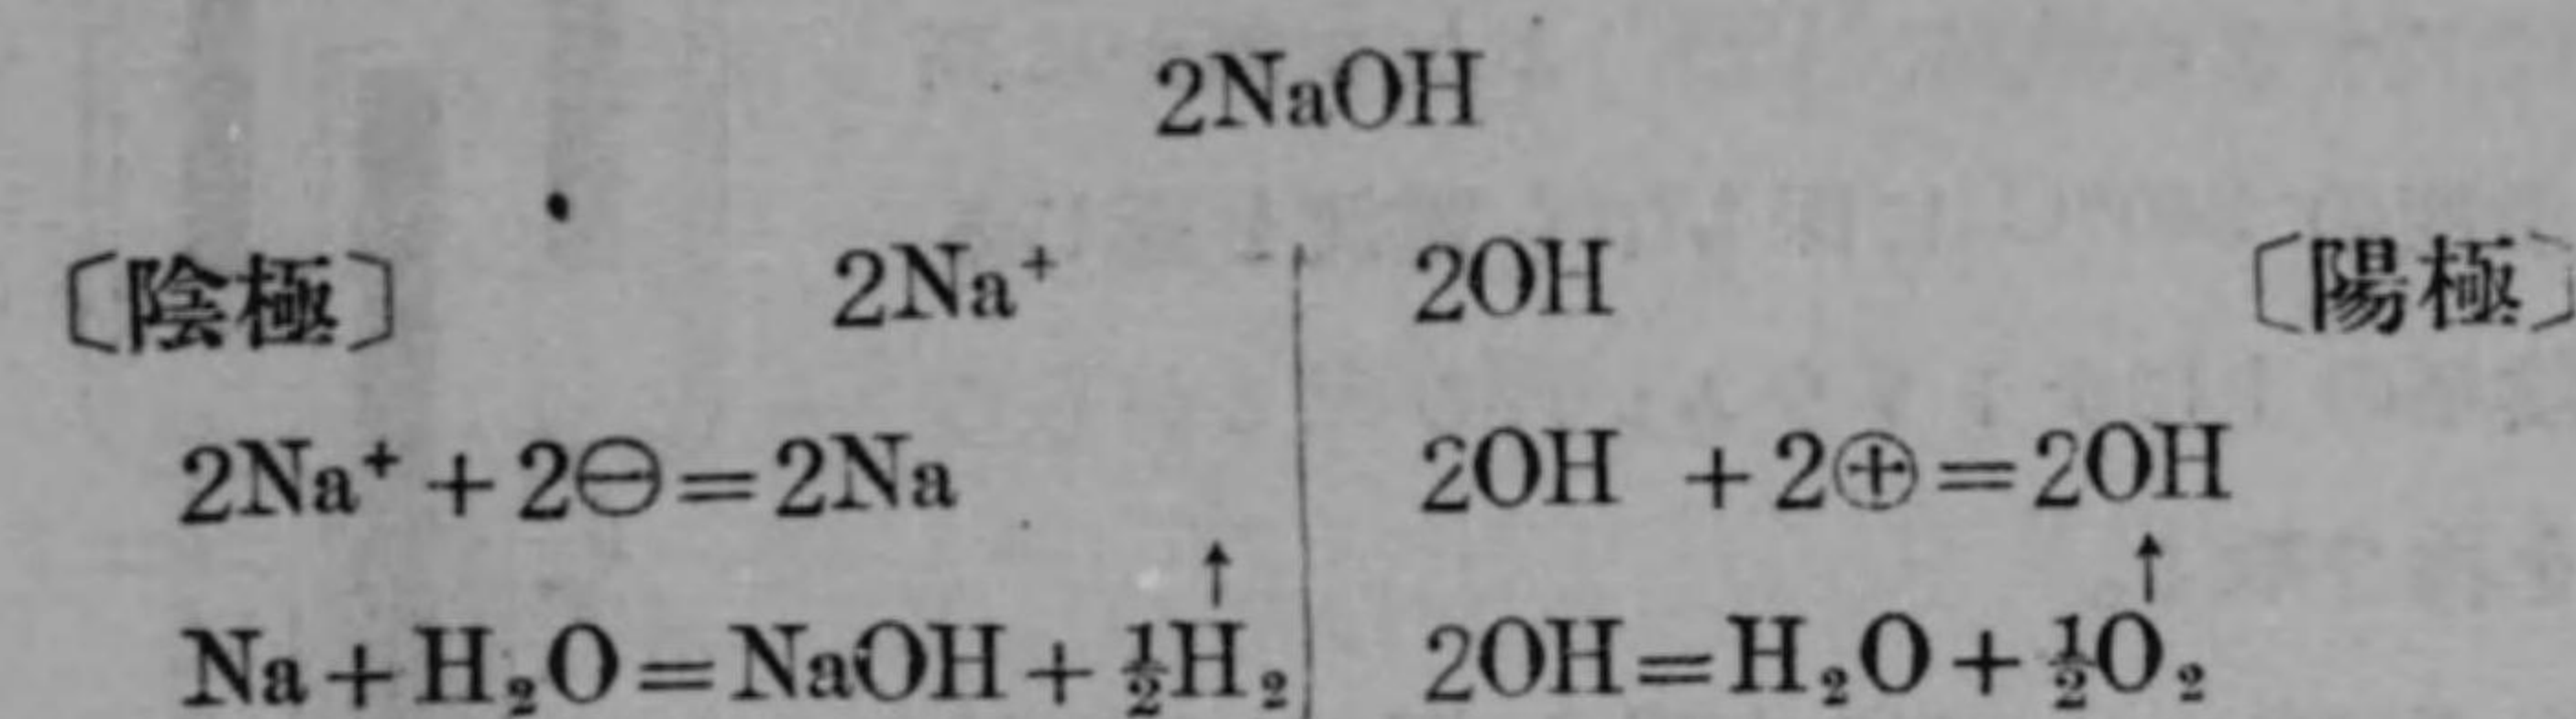 2NaOH
〔陰極〕 2Na⁺ 2OH 〔陽極〕
2Na⁺+2⊖=2Na 2OH +2⊕=2OH
↑ ↑
Na+H₂O=NaOH+½H₂ 2OH=H₂O+½O₂